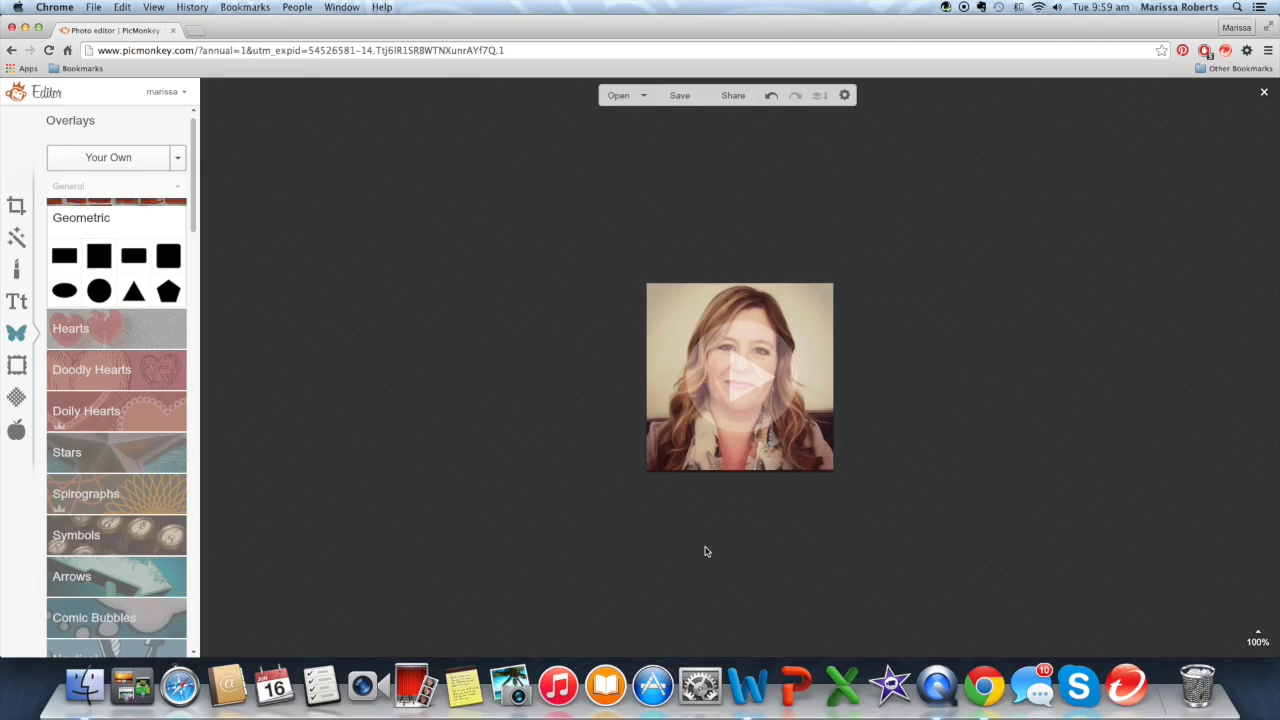 Chrome File Edit View History Bookmarks People Window Help
Tue 9:59 am Marissa Roberts
Photo editor | PicMonkey
Marissa
www.picmonkey.com/?annual=1&utm_expid=54526581-14.Ttj6lR1SRBWTNXunrAYf7Q.1
3
Apps Bookmarks
Other Bookmarks
Editor
marissa
Open Save Share
Overlays
Your Own
General
Geometric
Tt
Hearts
Doodly Hearts
Doily Hearts
Stars
Spirographs
Symbols
Arrows
Comic Bubbles
100%
JUN
16
10